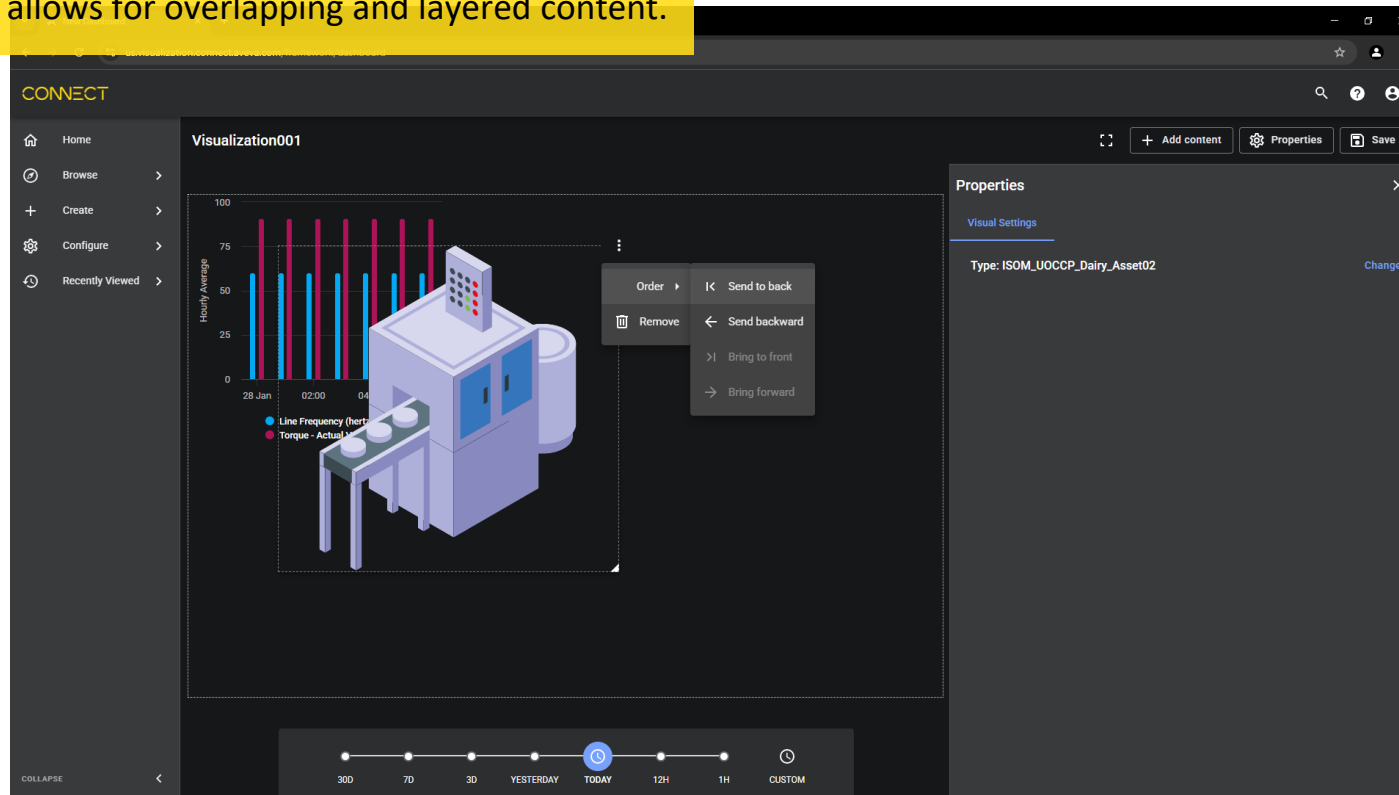 allows for overlapping and layered content.
CONNECT
Home
Browse
Create
Configure
Recently Viewed
COLLAPSE
Visualization001
Add content
Properties
Save
100
75
50
25
0
Hourly Average
28 Jan
02:00
04
Line Frequency (hert
Torque - Actual
Order
Remove
Send to back
Send backward
Bring to front
Bring forward
Properties
Visual Settings
Type: ISOM_UOCCP_Dairy_Asset02
Change
30D
7D
3D
YESTERDAY
TODAY
12H
1H
CUSTOM